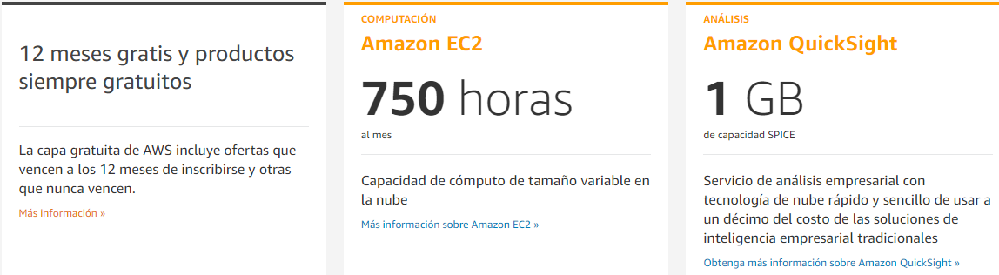 12 meses gratis y productos
siempre gratuitos
La capa gratuita de AWS incluye ofertas que
vencen a los 12 meses de inscribirse y otras
que nunca vencen.
Más información »
COMPUTACIÓN
Amazon EC2
750 horas
al mes
Capacidad de cómputo de tamaño variable en
la nube
Más información sobre Amazon EC2 »
ANÁLISIS
Amazon QuickSight
1 GB
de capacidad SPICE
Servicio de análisis empresarial con
tecnología de nube rápido y sencillo de usar a
un décimo del costo de las soluciones de
inteligencia empresarial tradicionales
Obtenga más información sobre Amazon QuickSight »